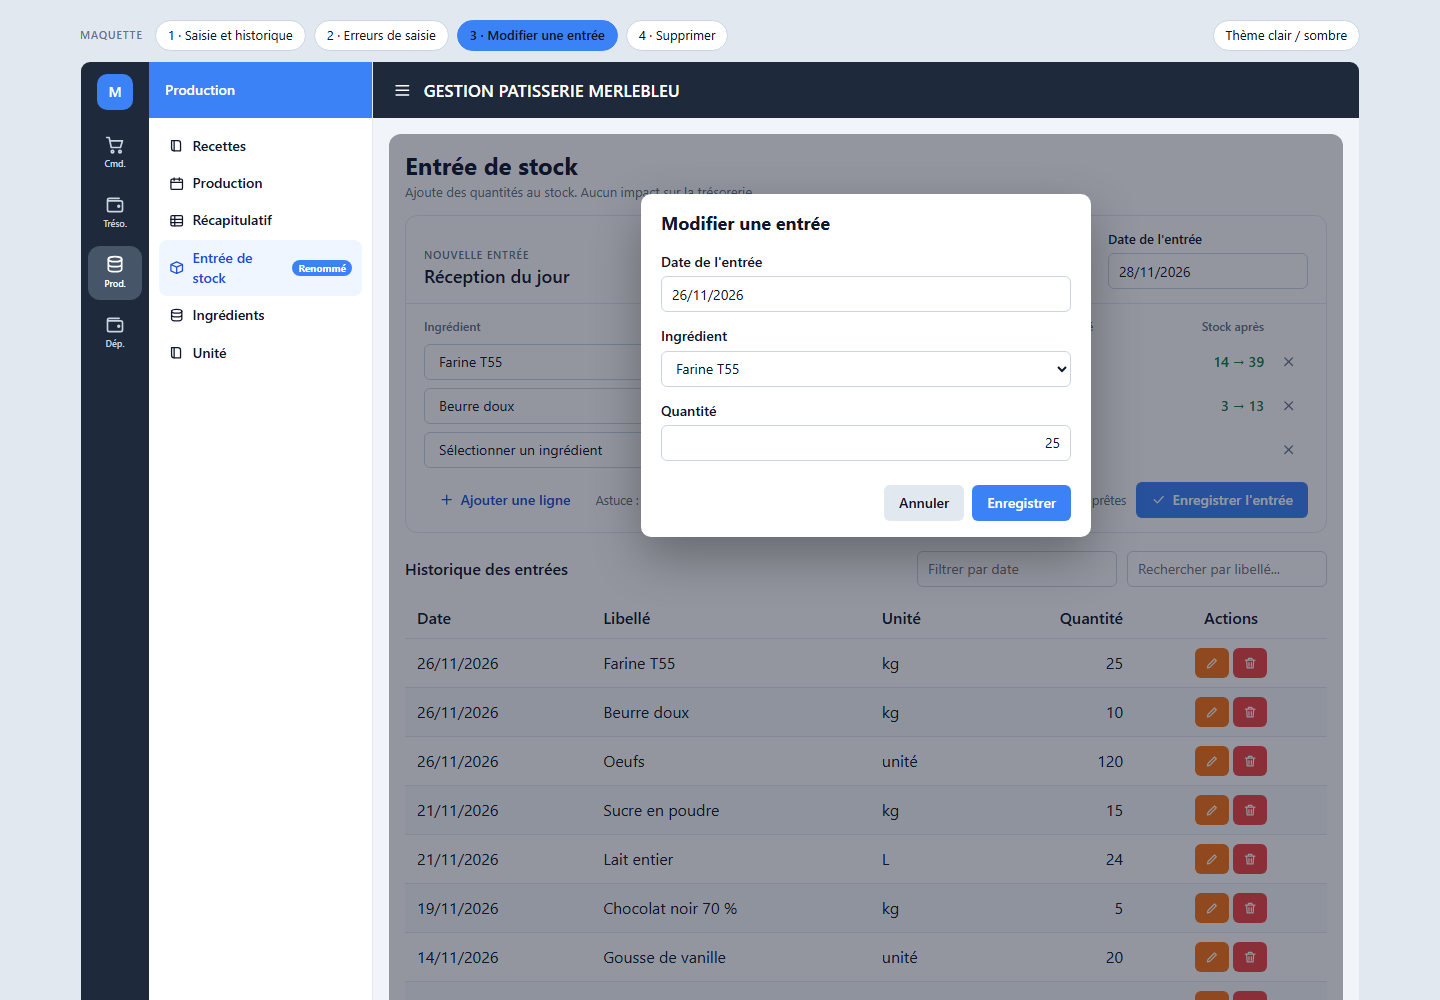 MAQUETTE
1 · Saisie et historique
2 · Erreurs de saisie
3 · Modifier une entrée
4 · Supprimer
Thème clair / sombre
M
Cmd.
Tréso.
Prod.
Dép.
Production
Recettes
Production
Récapitulatif
Entrée de stock
Renommé
Ingrédients
Unité
GESTION PATISSERIE MERLEBLEU
Entrée de stock
Ajoute des quantités au stock. Aucun impact sur la trésorerie.
NOUVELLE ENTRÉE
Réception du jour
Date de l'entrée
28/11/2026
Ingrédient
Stock après
Farine T55
14 → 39
Beurre doux
3 → 13
Sélectionner un ingrédient
Ajouter une ligne
Astuce :
prêtes
Enregistrer l'entrée
Modifier une entrée
Date de l'entrée
26/11/2026
Ingrédient
Farine T55
Quantité
25
Annuler
Enregistrer
Historique des entrées
Filtrer par date
Rechercher par libellé...
Date Libellé Unité Quantité Actions
26/11/2026 Farine T55 kg 25
26/11/2026 Beurre doux kg 10
26/11/2026 Oeufs unité 120
21/11/2026 Sucre en poudre kg 15
21/11/2026 Lait entier L 24
19/11/2026 Chocolat noir 70 % kg 5
14/11/2026 Gousse de vanille unité 20